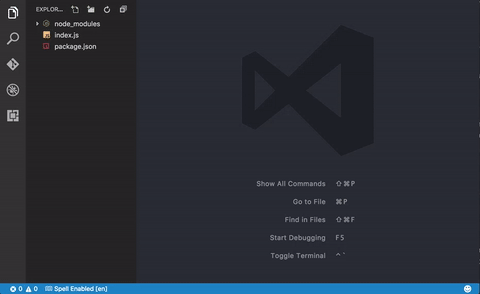 EXPLOR...
node_modules
index.js
package.json
Show All Commands ⇧⌘P
Go to File ⌘P
Find in Files ⇧⌘F
Start Debugging F5
Toggle Terminal ⌃`
0 0 Spell Enabled [en]